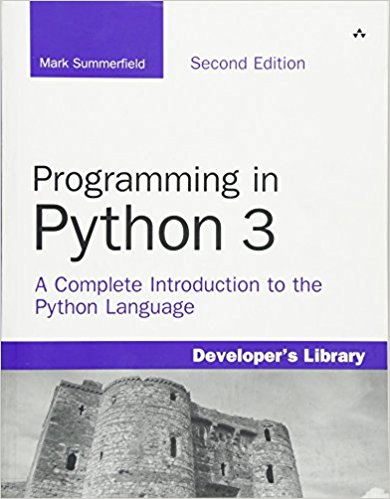 Mark Summerfield
Second Edition
Programming in
Python 3
A Complete Introduction to the
Python Language
Developer's Library